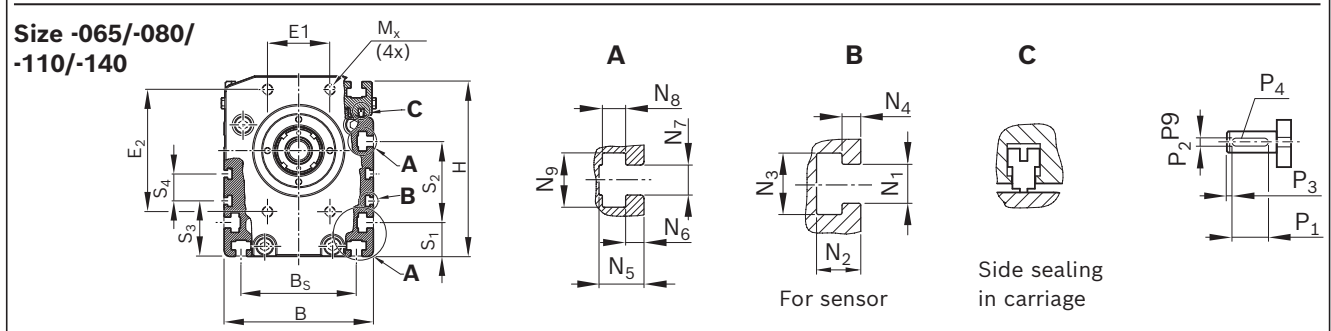 Size -065/-080/
-110/-140
E1
Mx
(4x)
C
A
B
A
E2
S4
S3
S2
S1
H
BS
B
A
N8
N7
N9
N6
N5
B
N4
N3
N1
N2
For sensor
C
Side sealing
in carriage
P4
P2 P9
P3
P1